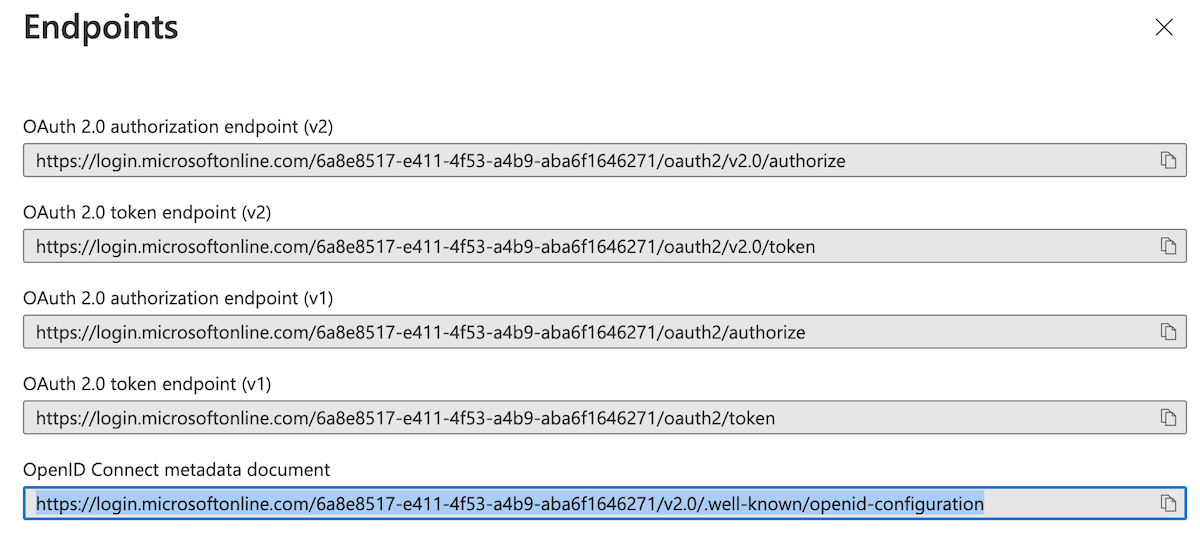 Endpoints
OAuth 2.0 authorization endpoint (v2)
https://login.microsoftonline.com/6a8e8517-e411-4f53-a4b9-aba6f1646271/oauth2/v2.0/authorize
OAuth 2.0 token endpoint (v2)
https://login.microsoftonline.com/6a8e8517-e411-4f53-a4b9-aba6f1646271/oauth2/v2.0/token
OAuth 2.0 authorization endpoint (v1)
https://login.microsoftonline.com/6a8e8517-e411-4f53-a4b9-aba6f1646271/oauth2/authorize
OAuth 2.0 token endpoint (v1)
https://login.microsoftonline.com/6a8e8517-e411-4f53-a4b9-aba6f1646271/oauth2/token
OpenID Connect metadata document
https://login.microsoftonline.com/6a8e8517-e411-4f53-a4b9-aba6f1646271/v2.0/.well-known/openid-configuration